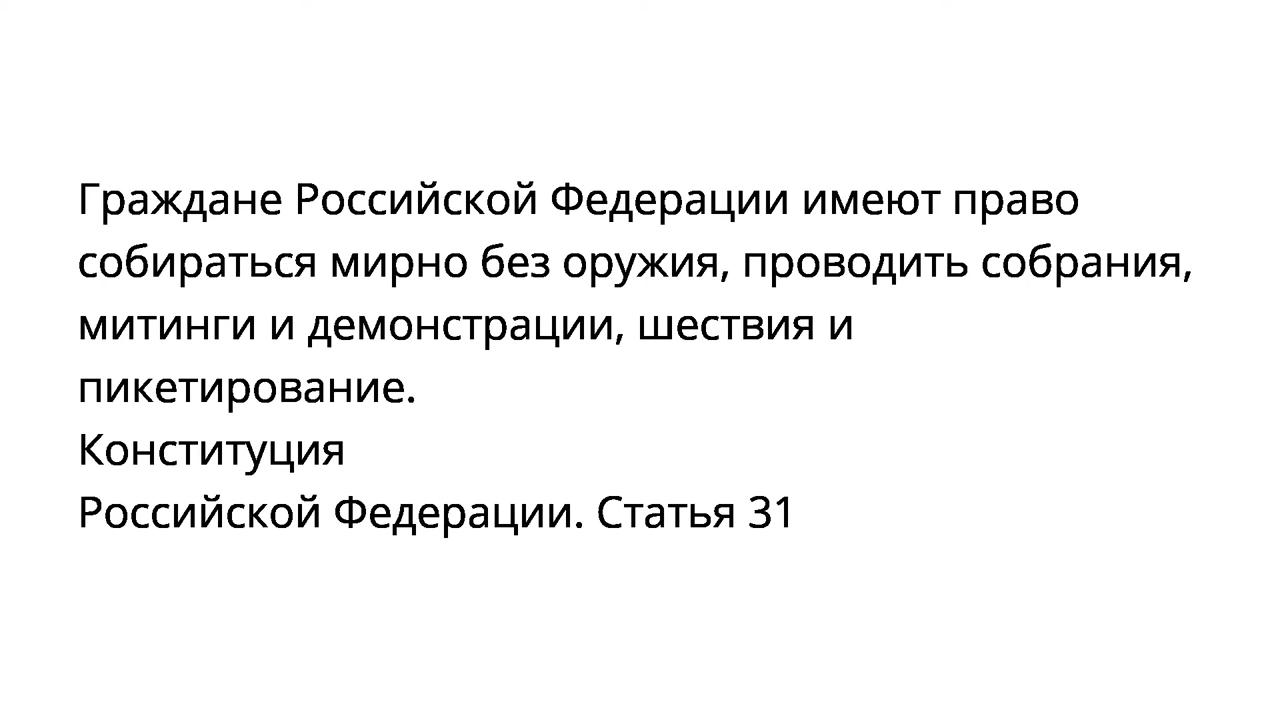 Граждане Российской Федерации имеют право
собираться мирно без оружия, проводить собрания,
митинги и демонстрации, шествия и
пикетирование.
Конституция
Российской Федерации. Статья 31